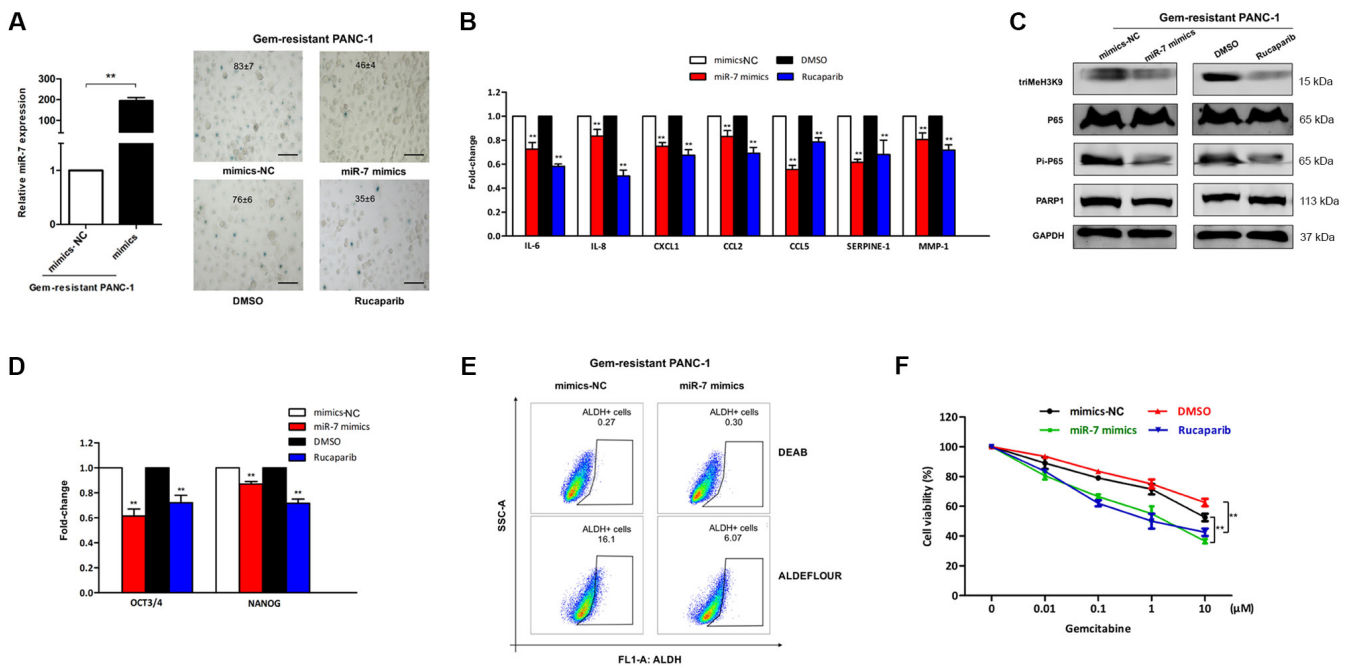 A
Gem-resistant PANC-1
**
Relative miR-7 expression
300
200
100
1
0
mimics-NC
mimics
Gem-resistant PANC-1
83±7
46±4
mimics-NC
miR-7 mimics
76±6
35±6
DMSO
Rucaparib
B
mimicsNC
DMSO
miR-7 mimics
Rucaparib
Fold-change
1.2
1.0
0.8
0.6
0.4
0.2
0.0
** ** ** ** ** ** ** ** ** ** ** ** ** **
IL-6 IL-8 CXCL1 CCL2 CCL5 SERPINE-1 MMP-1
C
Gem-resistant PANC-1
mimics-NC miR-7 mimics DMSO Rucaparib
triMeH3K9 15 kDa
P65 65 kDa
Pi-P65 65 kDa
PARP1 113 kDa
GAPDH 37 kDa
D
mimics-NC
miR-7 mimics
DMSO
Rucaparib
Fold-change
1.2
1.0
0.8
0.6
0.4
0.2
0.0
** ** ** **
OCT3/4 NANOG
E
Gem-resistant PANC-1
mimics-NC miR-7 mimics
ALDH+ cells
0.27
ALDH+ cells
0.30
DEAB
ALDH+ cells
16.1
ALDH+ cells
6.07
ALDEFLOUR
SSC-A
FL1-A: ALDH
F
mimics-NC DMSO
miR-7 mimics Rucaparib
Cell viability (%)
120
100
80
60
40
20
0
**
**
0 0.01 0.1 1 10 (μM)
Gemcitabine